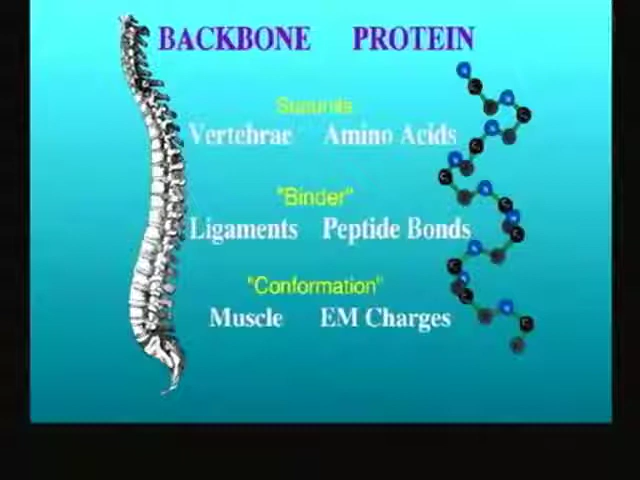 BACKBONE PROTEIN
Subunits
Vertebrae Amino Acids
"Binder"
Ligaments Peptide Bonds
"Conformation"
Muscle EM Charges